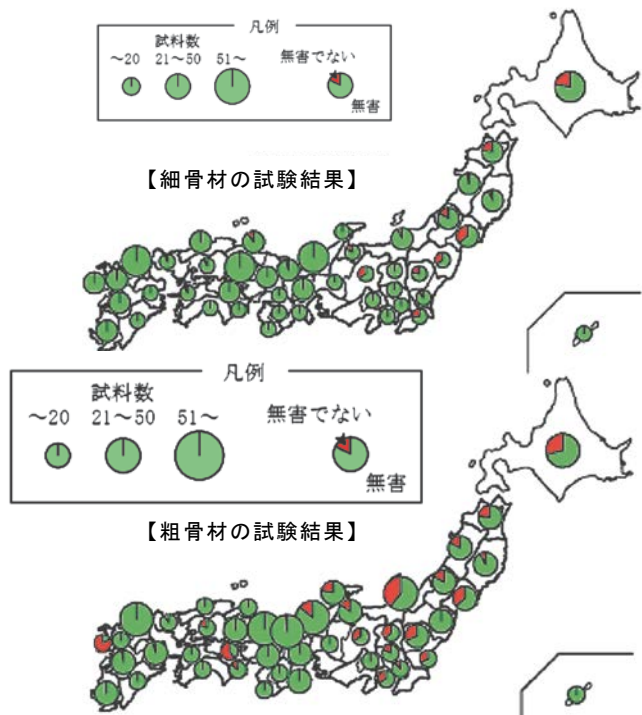 凡例
試料数
～20 21～50 51～ 無害でない
無害
【細骨材の試験結果】
凡例
試料数
～20 21～50 51～ 無害でない
無害
【粗骨材の試験結果】